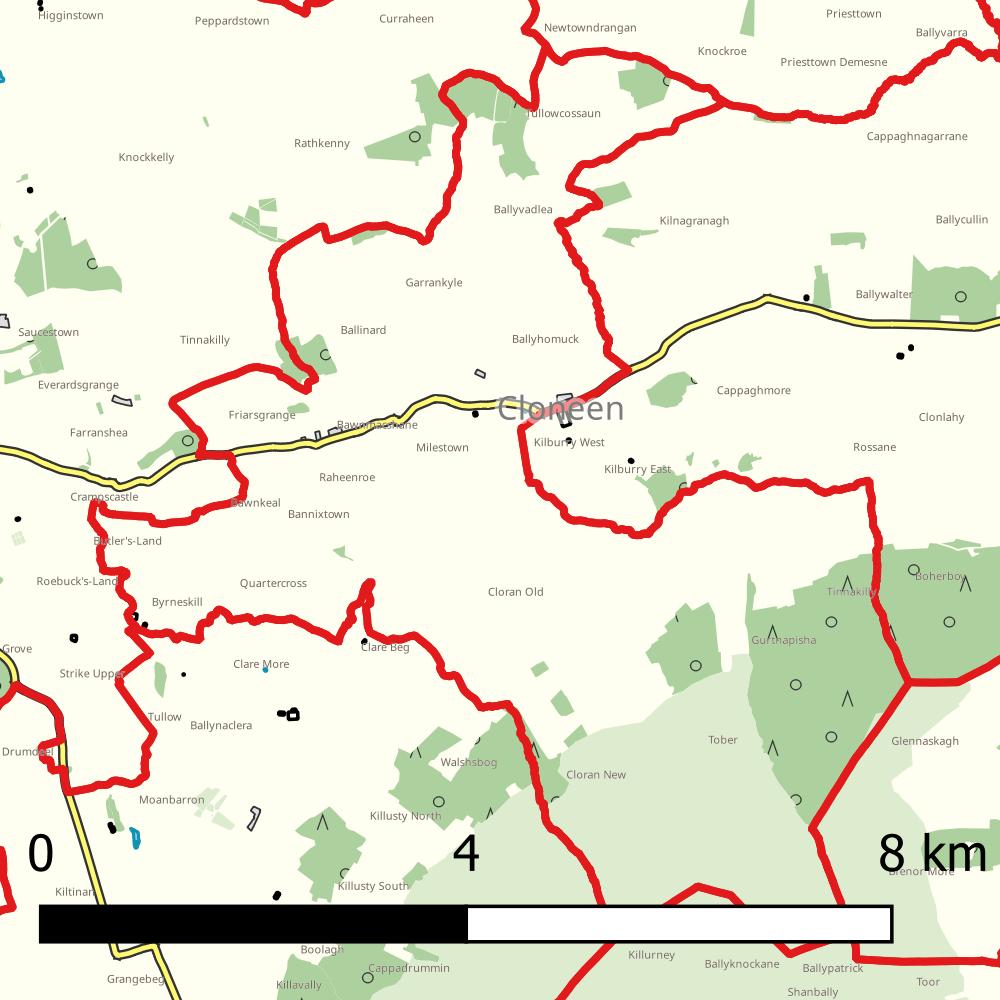 Higginstown
Peppardstown
Curraheen
Newtowndrangan
Priesttown
Ballyvarra
Knockroe
Priesttown Demesne
Tullowcossaun
Cappaghnagarrane
Rathkenny
Knockkelly
Ballyvadlea
Kilnagranagh
Ballycullin
Garrankyle
Ballywalter
Saucestown
Ballinard
Tinnakilly
Ballyhomuck
Everardsgrange
Cappaghmore
Friarsgrange
Cloneen
Clonlahy
Bawnmacshane
Farranshea
Milestown
Kilburry West
Rossane
Kilburry East
Raheenroe
Crampscastle
Bawnkeal
Bannixtown
Butler's-Land
Roebuck's-Land
Quartercross
Cloran Old
Tinnakilly
Boherboy
Byrneskill
Gurthapisha
Grove
Clare Beg
Clare More
Strike Upper
Tullow
Ballynaclera
Tober
Glennaskagh
Drumdeel
Walshsbog
Cloran New
Moanbarron
Killusty North
0
4
8 km
Brenor More
Killusty South
Kiltinan
Boolagh
Killurney
Ballyknockane
Ballypatrick
Cappadrummin
Grangebeg
Killavally
Toor
Shanbally